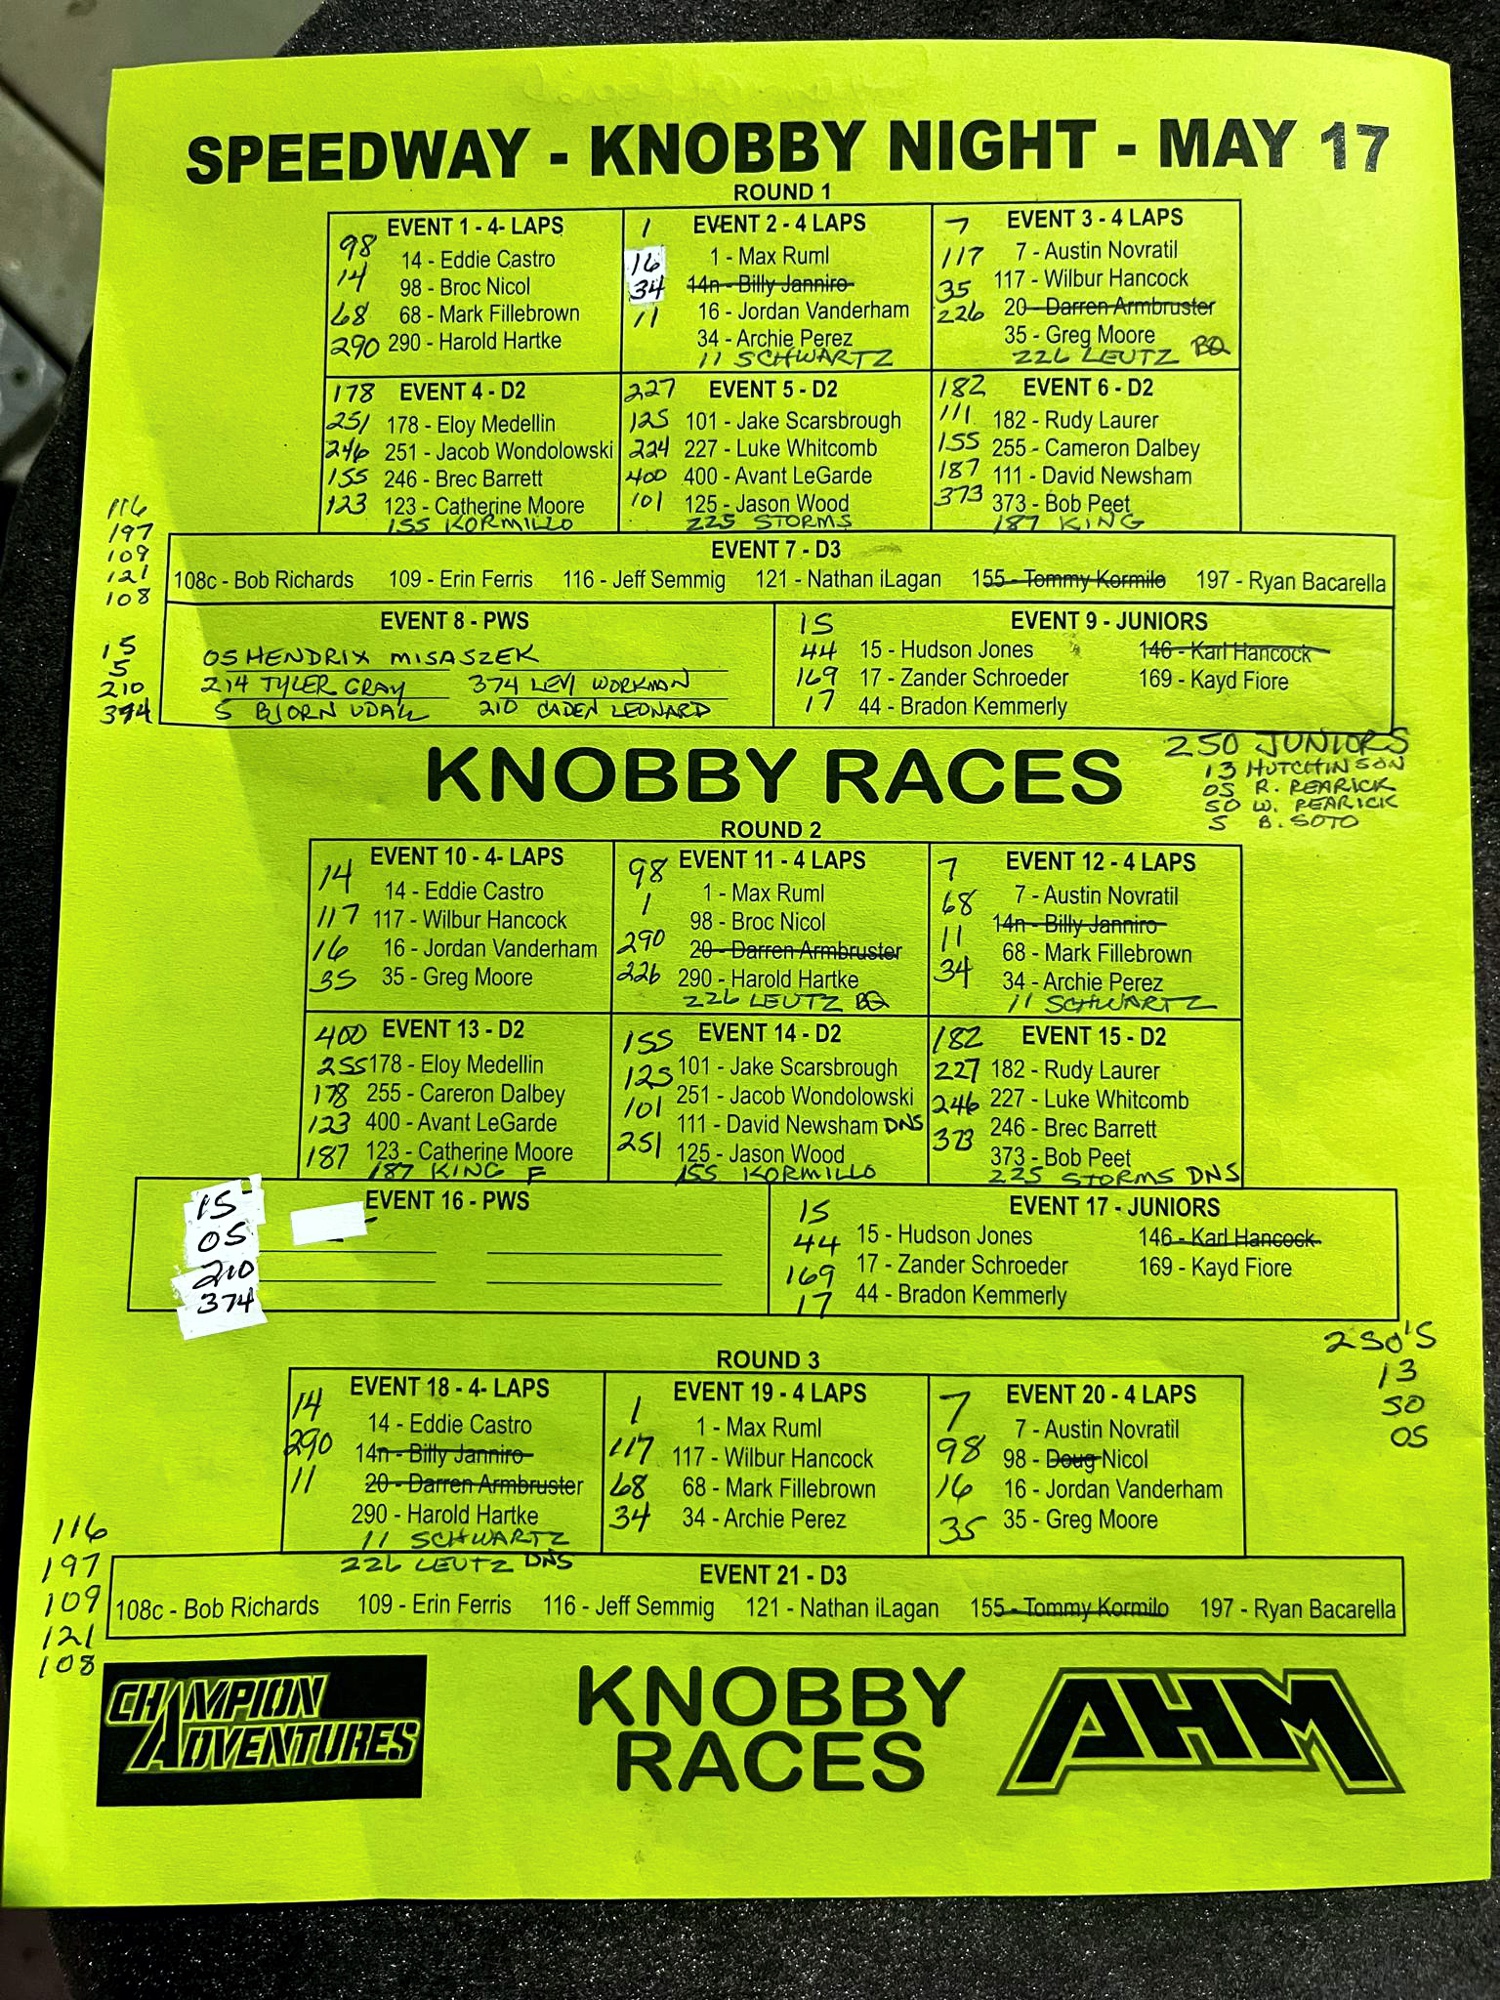 SPEEDWAY - KNOBBY NIGHT - MAY 17
ROUND 1
EVENT 1 - 4- LAPS
98 14 - Eddie Castro
14 98 - Broc Nicol
68 68 - Mark Fillebrown
290 290 - Harold Hartke
1 EVENT 2 - 4 LAPS
16 1 - Max Ruml
34 14n - Billy Janniro
11 16 - Jordan Vanderham
34 - Archie Perez
11 SCHWARTZ
7 EVENT 3 - 4 LAPS
117 7 - Austin Novratil
35 117 - Wilbur Hancock
226 20 - Darren Armbruster
35 - Greg Moore
226 LEUTZ BQ
178 EVENT 4 - D2
251 178 - Eloy Medellin
246 251 - Jacob Wondolowski
155 246 - Brec Barrett
123 123 - Catherine Moore
155 KORMILLO
227 EVENT 5 - D2
125 101 - Jake Scarsbrough
224 227 - Luke Whitcomb
400 400 - Avant LeGarde
101 125 - Jason Wood
225 STORMS
182 EVENT 6 - D2
111 182 - Rudy Laurer
155 255 - Cameron Dalbey
187 111 - David Newsham
373 373 - Bob Peet
187 KING
116
197
109
121
108
EVENT 7 - D3
108c - Bob Richards 109 - Erin Ferris 116 - Jeff Semmig 121 - Nathan iLagan 155 - Tommy Kormilo 197 - Ryan Bacarella
15
5
210
394
EVENT 8 - PWS
05 HENDRIX MISASZEK
214 TYLER GRAY 374 LEVI WORKMAN
5 BJORN UDALL 210 CADEN LEONARD
15 EVENT 9 - JUNIORS
44 15 - Hudson Jones 146 - Karl Hancock
169 17 - Zander Schroeder 169 - Kayd Fiore
17 44 - Bradon Kemmerly
KNOBBY RACES
250 JUNIORS
13 HUTCHINSON
05 R. REARICK
50 W. REARICK
5 B. SOTO
ROUND 2
14 EVENT 10 - 4- LAPS
14 - Eddie Castro
117 117 - Wilbur Hancock
16 16 - Jordan Vanderham
35 35 - Greg Moore
98 EVENT 11 - 4 LAPS
1 1 - Max Ruml
98 - Broc Nicol
290 20 - Darren Armbruster
226 290 - Harold Hartke
226 LEUTZ BQ
7 EVENT 12 - 4 LAPS
68 7 - Austin Novratil
14n - Billy Janniro
11 68 - Mark Fillebrown
34 34 - Archie Perez
11 SCHWARTZ
400 EVENT 13 - D2
255 178 - Eloy Medellin
178 255 - Careron Dalbey
123 400 - Avant LeGarde
187 123 - Catherine Moore
187 KING F
155 EVENT 14 - D2
125 101 - Jake Scarsbrough
101 251 - Jacob Wondolowski
111 - David Newsham DNS
251 125 - Jason Wood
155 KORMILLO
182 EVENT 15 - D2
227 182 - Rudy Laurer
246 227 - Luke Whitcomb
373 246 - Brec Barrett
373 - Bob Peet
225 STORMS DNS
15 EVENT 16 - PWS
05
210
374
15 EVENT 17 - JUNIORS
44 15 - Hudson Jones 146 - Karl Hancock
169 17 - Zander Schroeder 169 - Kayd Fiore
17 44 - Bradon Kemmerly
250'S
13
50
05
ROUND 3
14 EVENT 18 - 4- LAPS
14 - Eddie Castro
290 14n - Billy Janniro
11 20 - Darren Armbruster
290 - Harold Hartke
11 SCHWARTZ
226 LEUTZ DNS
1 EVENT 19 - 4 LAPS
1 - Max Ruml
117 117 - Wilbur Hancock
68 68 - Mark Fillebrown
34 34 - Archie Perez
7 EVENT 20 - 4 LAPS
7 - Austin Novratil
98 98 - Doug Nicol
16 16 - Jordan Vanderham
35 35 - Greg Moore
116
197
109
121
108
EVENT 21 - D3
108c - Bob Richards 109 - Erin Ferris 116 - Jeff Semmig 121 - Nathan iLagan 155 - Tommy Kormilo 197 - Ryan Bacarella
CHAMPION
ADVENTURES
KNOBBY
RACES
AHM